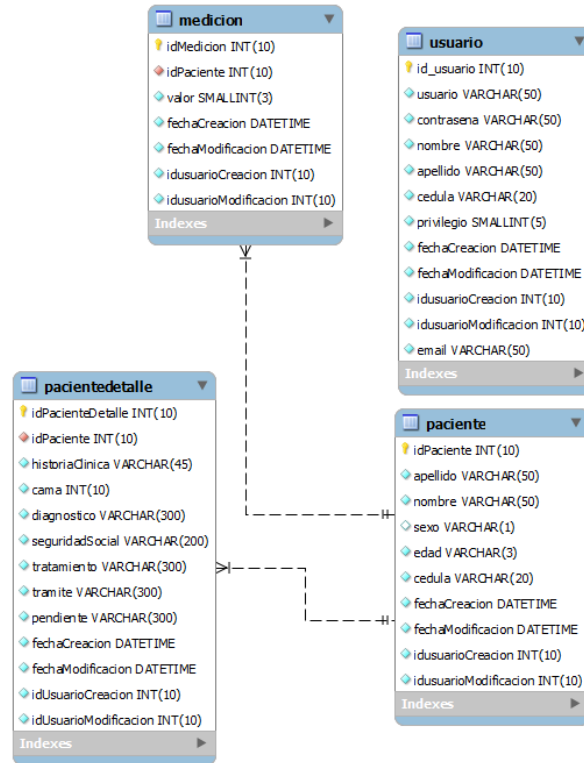 medicion
idMedicion INT(10)
idPaciente INT(10)
valor SMALLINT(3)
fechaCreacion DATETIME
fechaModificacion DATETIME
idusuarioCreacion INT(10)
idusuarioModificacion INT(10)
Indexes
usuario
id_usuario INT(10)
usuario VARCHAR(50)
contrasena VARCHAR(50)
nombre VARCHAR(50)
apellido VARCHAR(50)
cedula VARCHAR(20)
privilegio SMALLINT(5)
fechaCreacion DATETIME
fechaModificacion DATETIME
idusuarioCreacion INT(10)
idusuarioModificacion INT(10)
email VARCHAR(50)
Indexes
pacientedetalle
idPacienteDetalle INT(10)
idPaciente INT(10)
historiaClinica VARCHAR(45)
cama INT(10)
diagnostico VARCHAR(300)
seguridadSocial VARCHAR(200)
tratamiento VARCHAR(300)
tramite VARCHAR(300)
pendiente VARCHAR(300)
fechaCreacion DATETIME
fechaModificacion DATETIME
idUsuarioCreacion INT(10)
idUsuarioModificacion INT(10)
Indexes
paciente
idPaciente INT(10)
apellido VARCHAR(50)
nombre VARCHAR(50)
sexo VARCHAR(1)
edad VARCHAR(3)
cedula VARCHAR(20)
fechaCreacion DATETIME
fechaModificacion DATETIME
idusuarioCreacion INT(10)
idusuarioModificacion INT(10)
Indexes